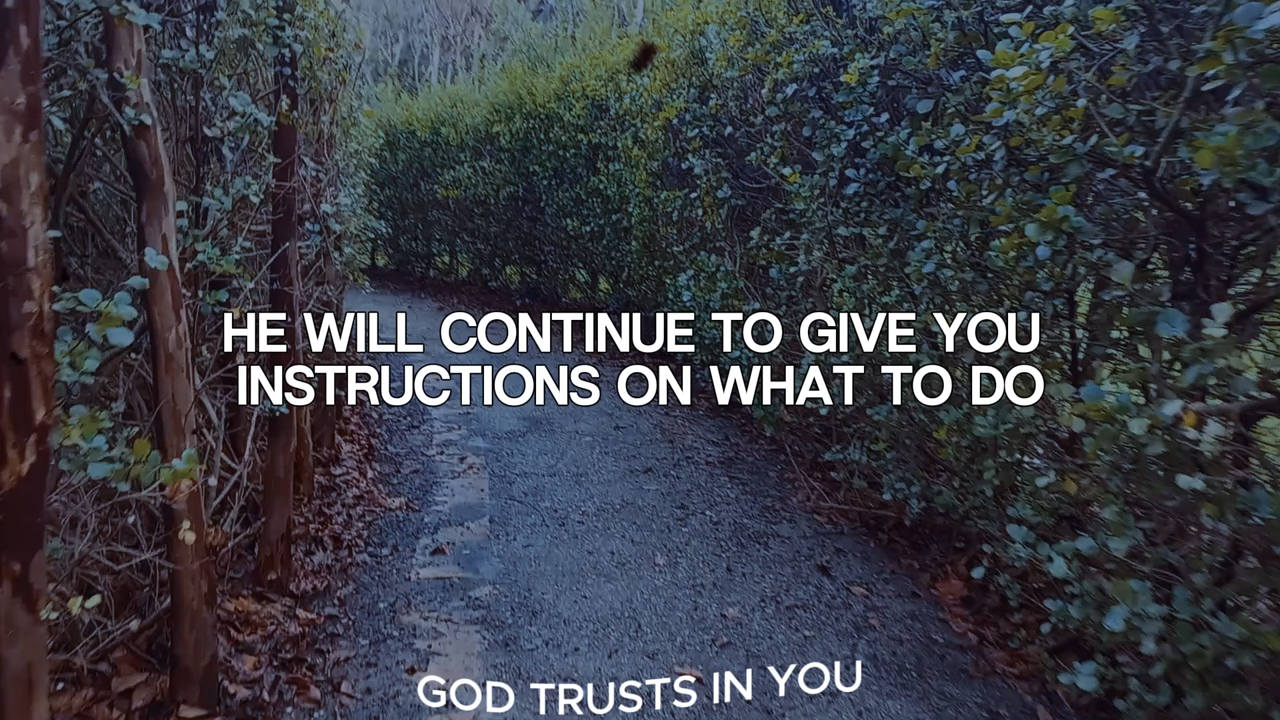 HE WILL CONTINUE TO GIVE YOU
INSTRUCTIONS ON WHAT TO DO
GOD TRUSTS IN YOU